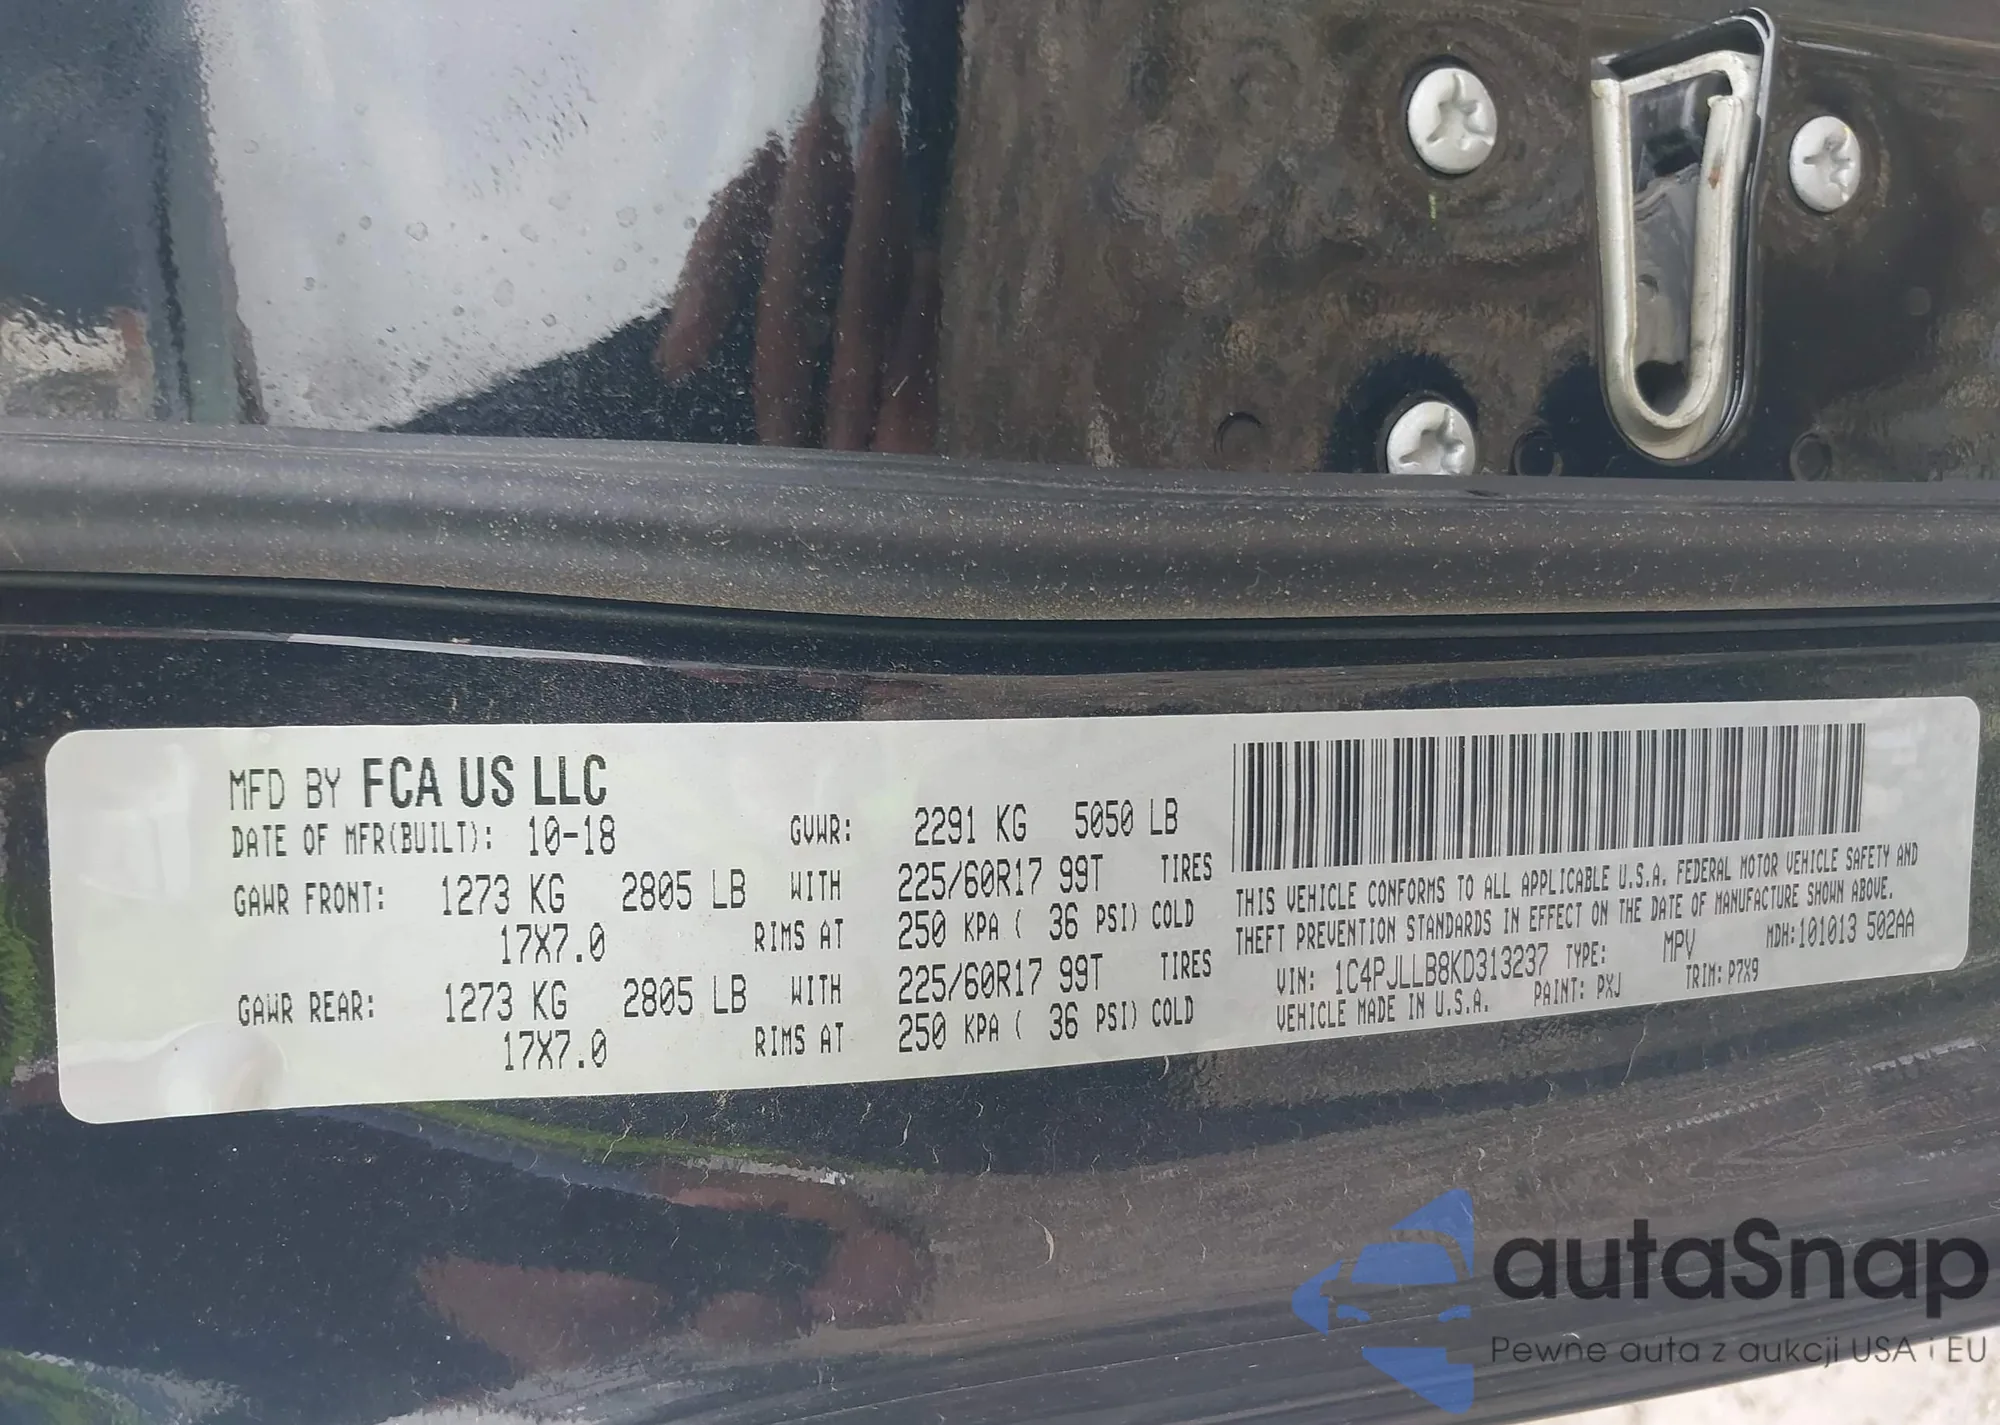 MFD BY FCA US LLC
DATE OF MFR(BUILT): 10-18 GVWR: 2291 KG 5050 LB
GAWR FRONT: 1273 KG 2805 LB WITH 225/60R17 99T TIRES
17X7.0 RIMS AT 250 KPA ( 36 PSI) COLD
GAWR REAR: 1273 KG 2805 LB WITH 225/60R17 99T TIRES
17X7.0 RIMS AT 250 KPA ( 36 PSI) COLD
THIS VEHICLE CONFORMS TO ALL APPLICABLE U.S.A. FEDERAL MOTOR VEHICLE SAFETY AND
THEFT PREVENTION STANDARDS IN EFFECT ON THE DATE OF MANUFACTURE SHOWN ABOVE.
VIN: 1C4PJLLB8KD313237 TYPE: MPV MDH:101013 502AA
VEHICLE MADE IN U.S.A. PAINT: PXJ TRIM: P7X9
autaSnap
Pewne auta z aukcji USA i EU